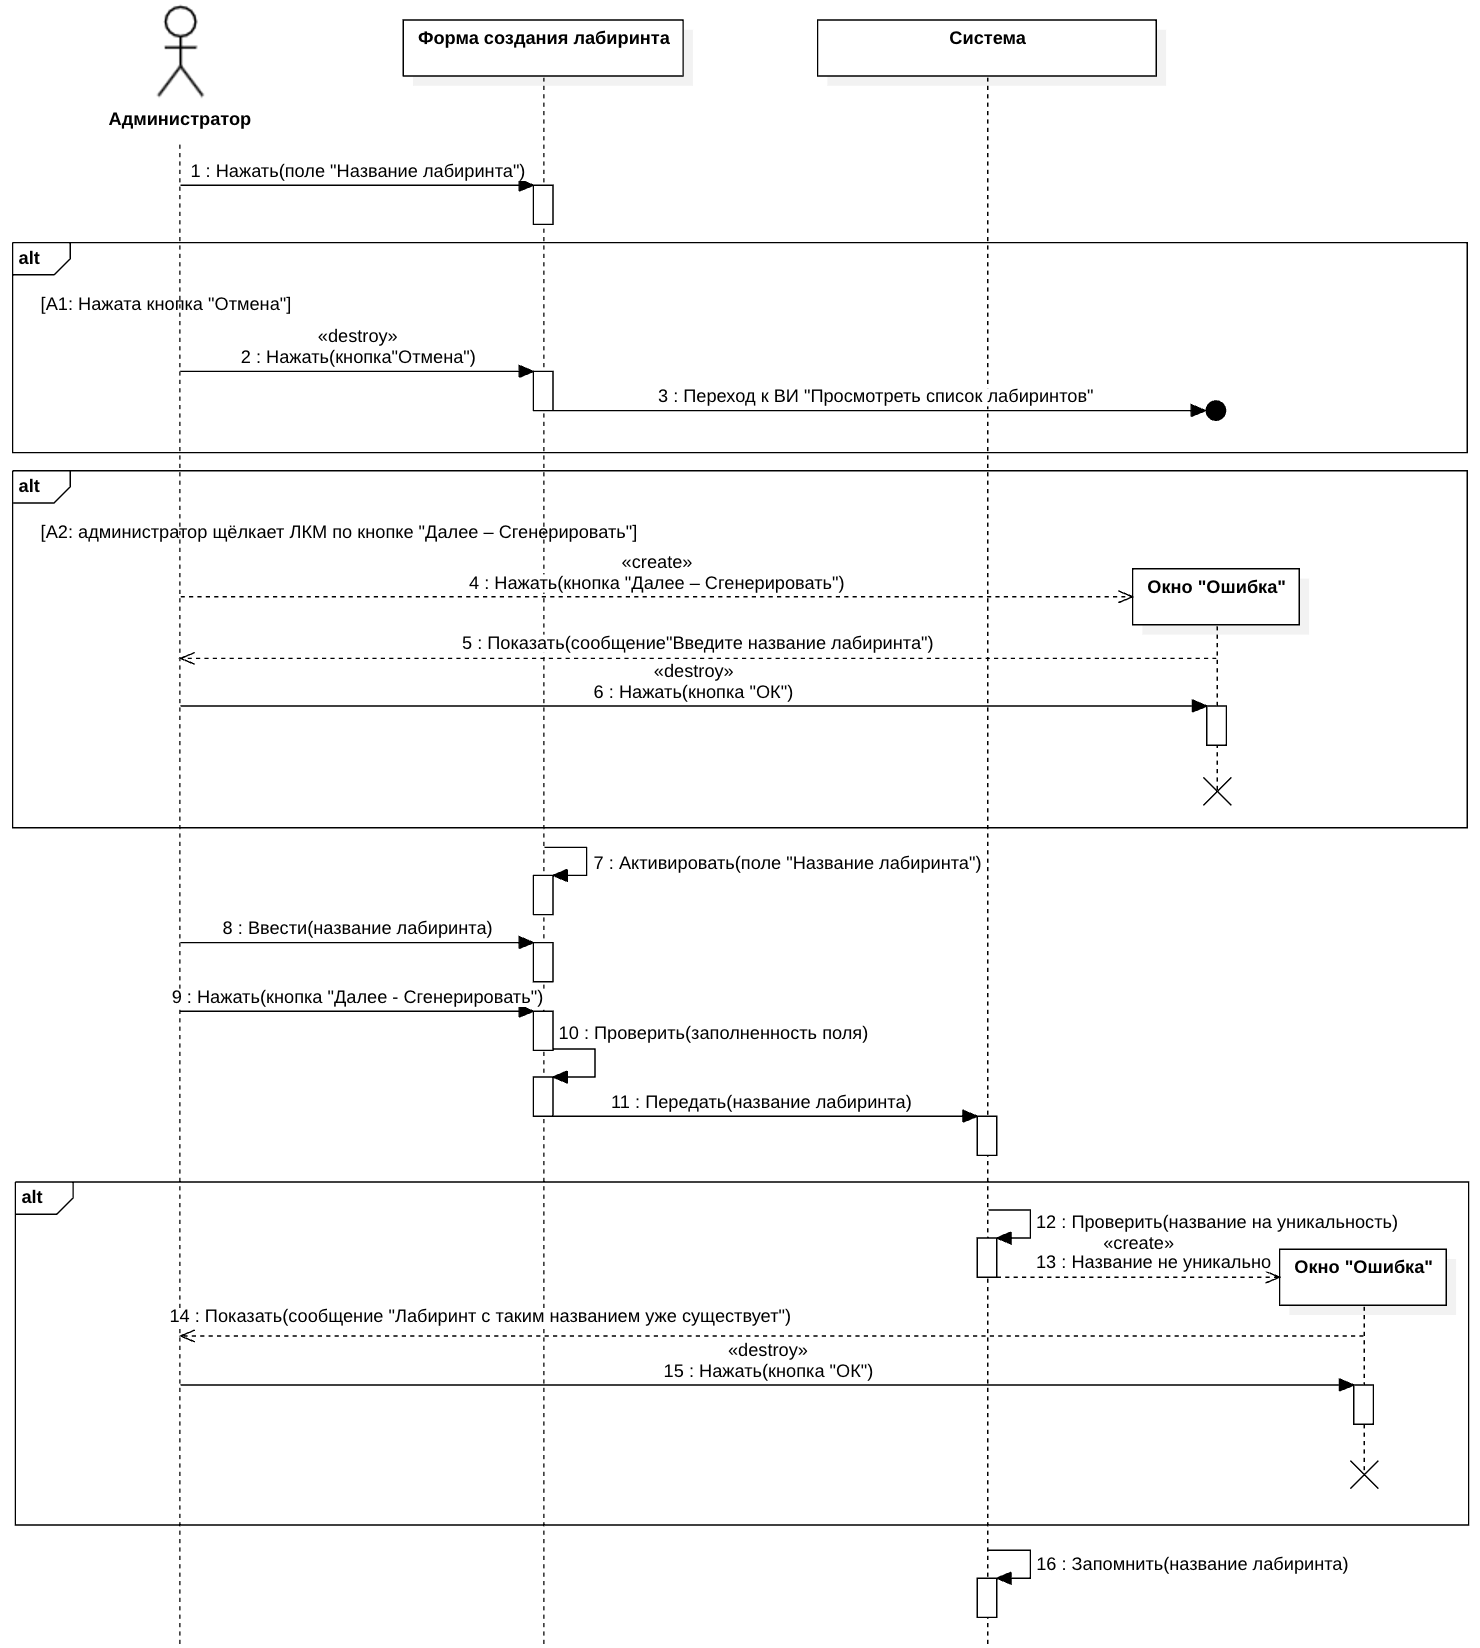 Форма создания лабиринта
Система
Администратор
1 : Нажать(поле "Название лабиринта")
alt
[A1: Нажата кнопка "Отмена"]
«destroy»
2 : Нажать(кнопка"Отмена")
3 : Переход к ВИ "Просмотреть список лабиринтов"
alt
[A2: администратор щёлкает ЛКМ по кнопке "Далее – Сгенерировать"]
«create»
4 : Нажать(кнопка "Далее – Сгенерировать")
Окно "Ошибка"
5 : Показать(сообщение"Введите название лабиринта")
«destroy»
6 : Нажать(кнопка "ОК")
7 : Активировать(поле "Название лабиринта")
8 : Ввести(название лабиринта)
9 : Нажать(кнопка "Далее - Сгенерировать")
10 : Проверить(заполненность поля)
11 : Передать(название лабиринта)
alt
12 : Проверить(название на уникальность)
«create»
13 : Название не уникально
Окно "Ошибка"
14 : Показать(сообщение "Лабиринт с таким названием уже существует")
«destroy»
15 : Нажать(кнопка "ОК")
16 : Запомнить(название лабиринта)